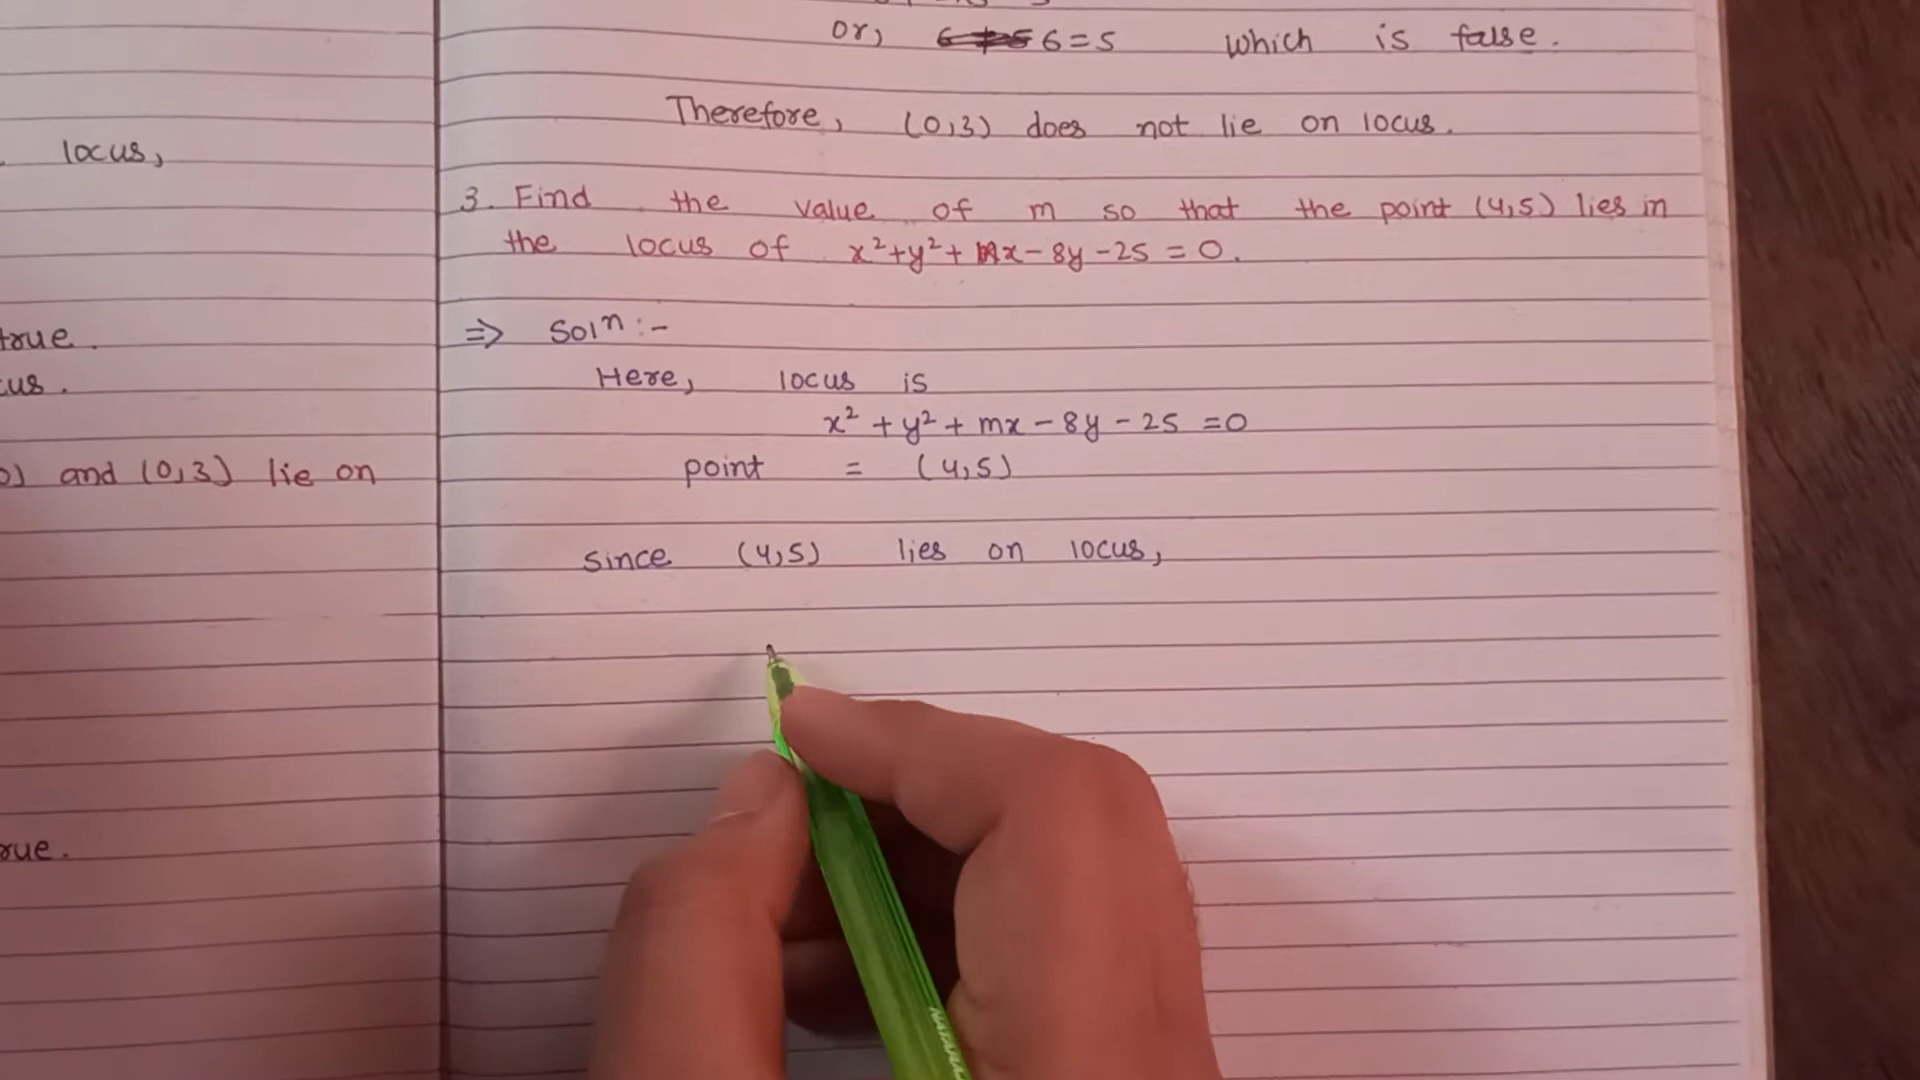 locus,
true.
cus.
and (0,3) lie on
rue.
or, 6=5 which is false.
Therefore, (0,3) does not lie on locus.
3. Find the value of m so that the point (4,5) lies in
the locus of x²+y²+mx-8y-25=0.
⇒ Solⁿ:-
Here, locus is
x² + y² + mx - 8y - 25 =0
point = (4,5)
since (4,5) lies on locus,